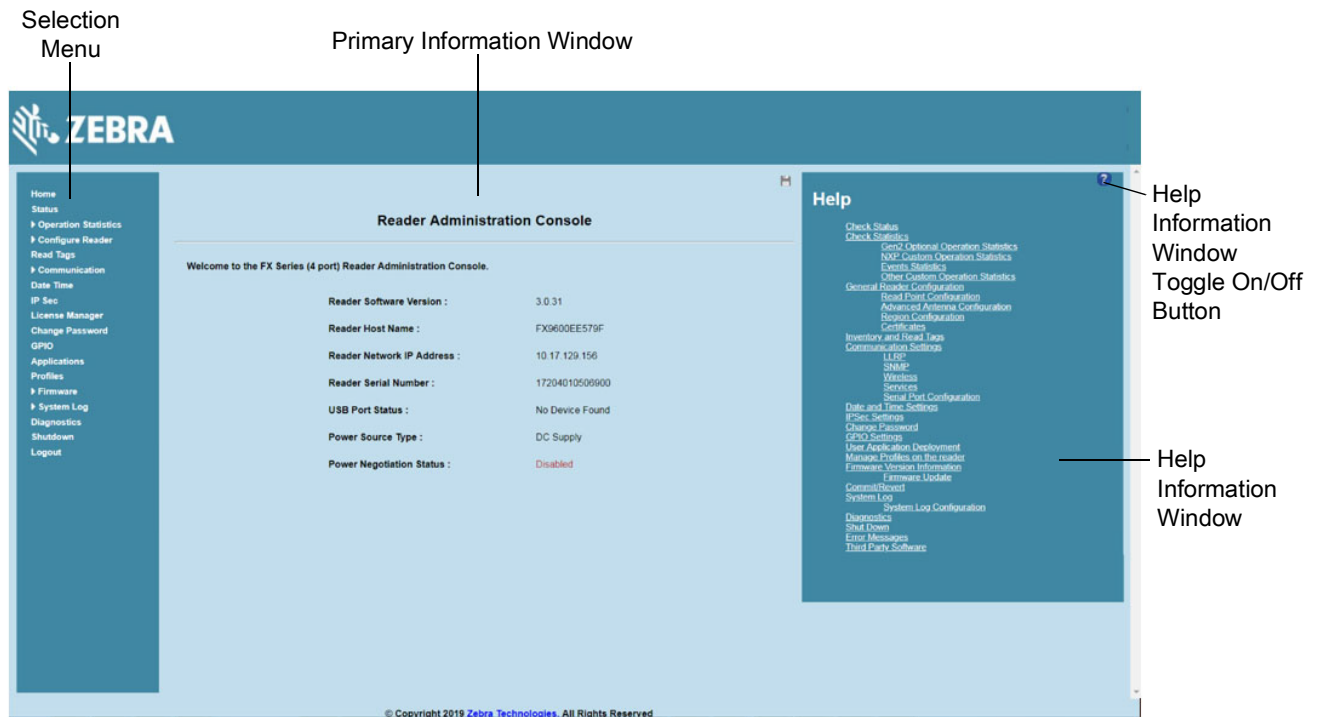 Selection
Menu
Primary Information Window
ZEBRA
Home
Status
Operation Statistics
Configure Reader
Read Tags
Communication
Date Time
IP Sec
License Manager
Change Password
GPIO
Applications
Profiles
Firmware
System Log
Diagnostics
Shutdown
Logout
Reader Administration Console
Welcome to the FX Series (4 port) Reader Administration Console.
Reader Software Version : 3.0.31
Reader Host Name : FX9600EE579F
Reader Network IP Address : 10.17.129.156
Reader Serial Number : 17204010506900
USB Port Status : No Device Found
Power Source Type : DC Supply
Power Negotiation Status : Disabled
?
Help
Check Status
Check Statistics
Gen2 Optional Operation Statistics
NXP Custom Operation Statistics
Events Statistics
Other Custom Operation Statistics
General Reader Configuration
Read Point Configuration
Advanced Antenna Configuration
Region Configuration
Certificates
Inventory and Read Tags
Communication Settings
LLRP
SNMP
Wireless
Services
Serial Port Configuration
Date and Time Settings
IPSec Settings
Change Password
GPIO Settings
User Application Deployment
Manage Profiles on the reader
Firmware Version Information
Firmware Update
Commit/Revert
System Log
System Log Configuration
Diagnostics
Shut Down
Error Messages
Third Party Software
Help
Information
Window
Toggle On/Off
Button
Help
Information
Window
© Copyright 2019 Zebra Technologies. All Rights Reserved